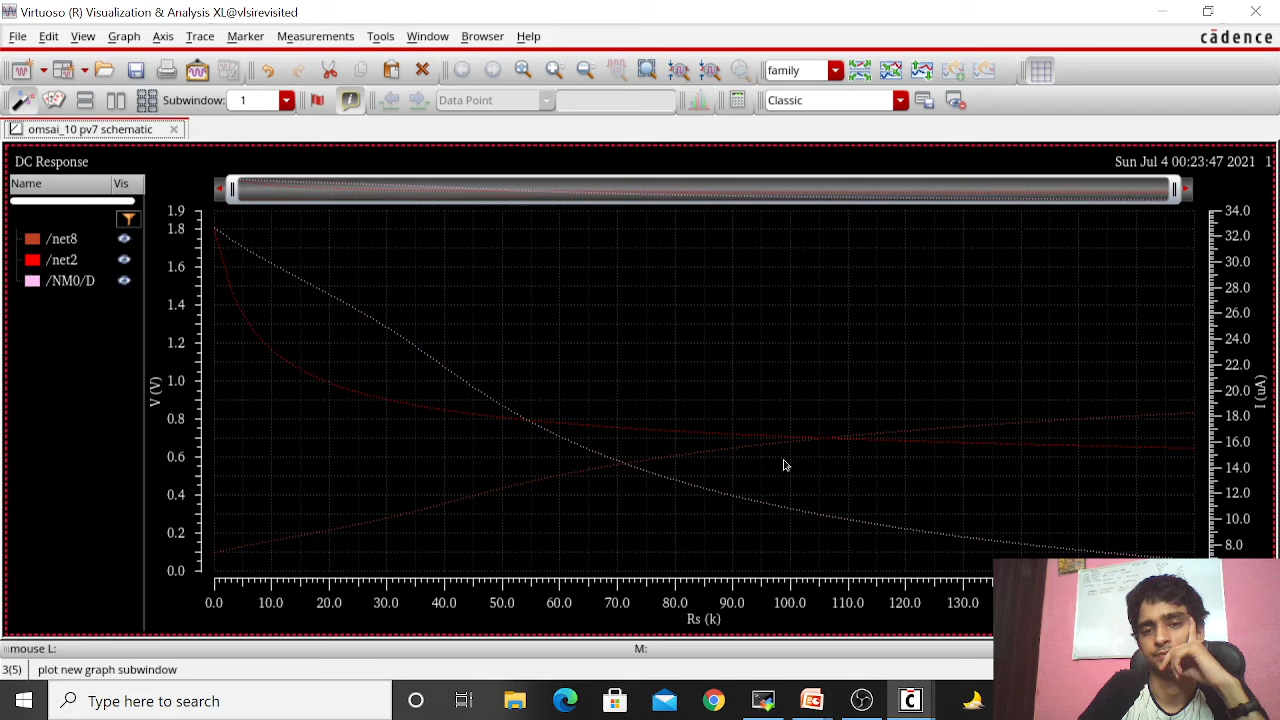 Virtuoso (R) Visualization & Analysis XL@vlsirevisited
File Edit View Graph Axis Trace Marker Measurements Tools Window Browser Help
cādence
family
Subwindow: 1
Data Point
Classic
omsai_10 pv7 schematic
DC Response
Sun Jul 4 00:23:47 2021 1
Name Vis
/net8
/net2
/NM0/D
1.9
1.8
1.6
1.4
1.2
1.0
0.8
0.6
0.4
0.2
0.0
V (V)
34.0
32.0
30.0
28.0
26.0
24.0
22.0
20.0
18.0
16.0
14.0
12.0
10.0
8.0
I (uA)
0.0 10.0 20.0 30.0 40.0 50.0 60.0 70.0 80.0 90.0 100.0 110.0 120.0 130.0
Rs (k)
mouse L: M:
3(5) plot new graph subwindow
Type here to search